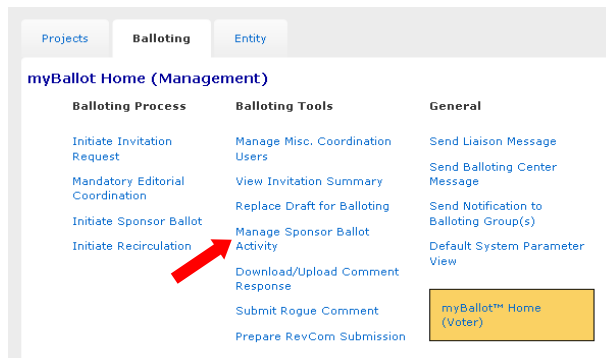 Projects
Balloting
Entity
myBallot Home (Management)
Balloting Process
Initiate Invitation
Request
Mandatory Editorial
Coordination
Initiate Sponsor Ballot
Initiate Recirculation
Balloting Tools
Manage Misc. Coordination
Users
View Invitation Summary
Replace Draft for Balloting
Manage Sponsor Ballot
Activity
Download/Upload Comment
Response
Submit Rogue Comment
Prepare RevCom Submission
General
Send Liaison Message
Send Balloting Center
Message
Send Notification to
Balloting Group(s)
Default System Parameter
View
myBallot™ Home
(Voter)